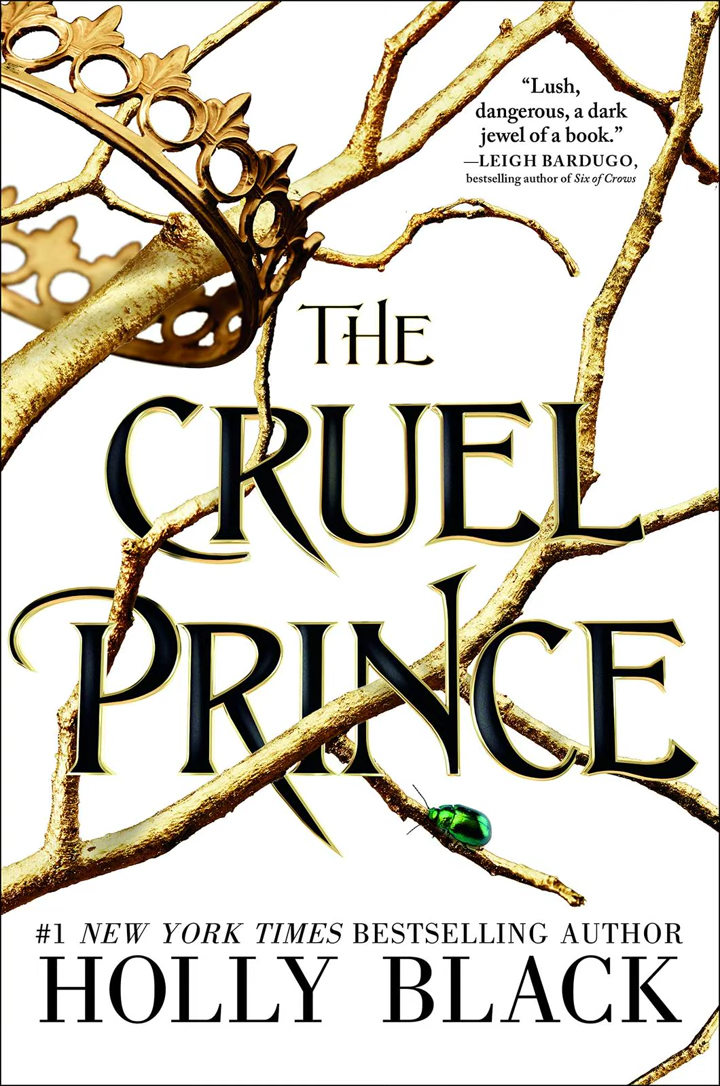 “Lush,
dangerous, a dark
jewel of a book.”
—LEIGH BARDUGO,
bestselling author of Six of Crows
THE
CRUEL
PRINCE
#1 NEW YORK TIMES BESTSELLING AUTHOR
HOLLY BLACK